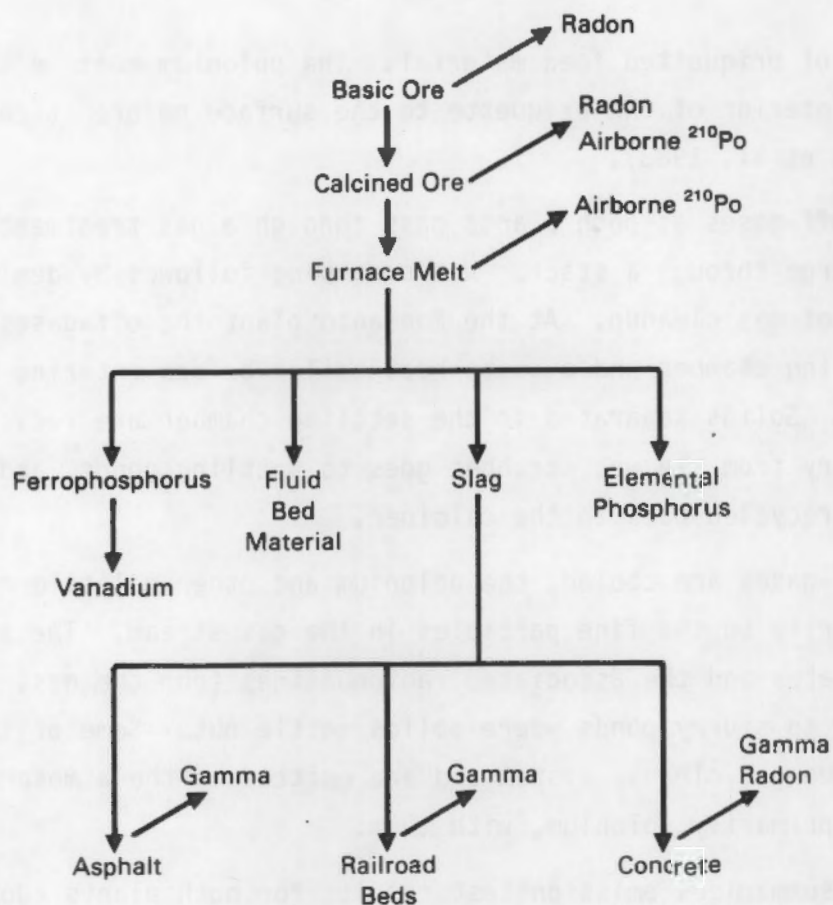 Radon
Basic Ore
Radon
Airborne ²¹⁰Po
Calcined Ore
Airborne ²¹⁰Po
Furnace Melt
Ferrophosphorus
Fluid
Bed
Material
Slag
Elemental
Phosphorus
Vanadium
Gamma
Gamma
Gamma
Radon
Asphalt
Railroad
Beds
Concrete